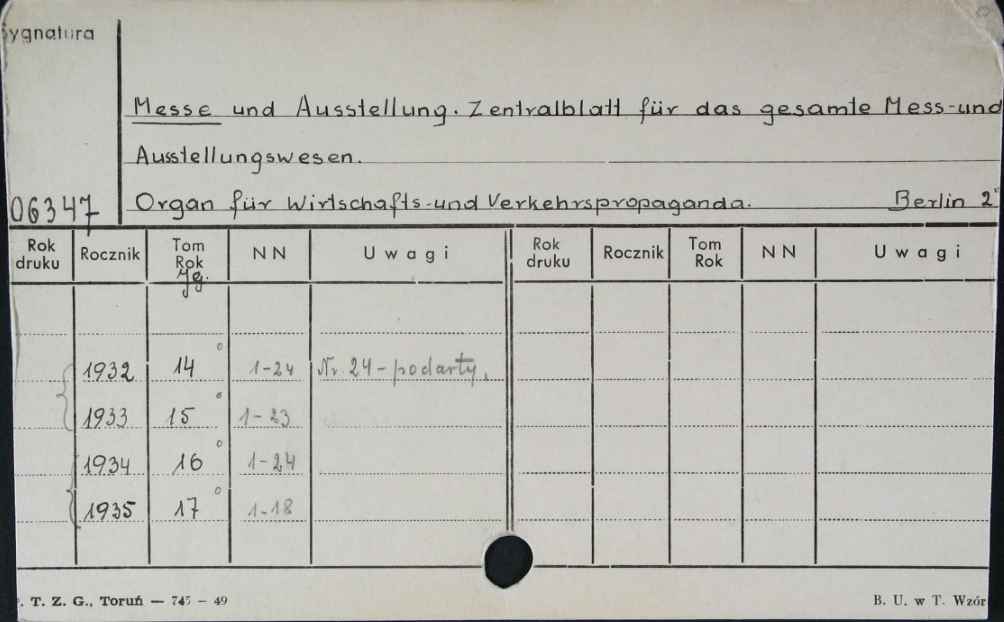 Sygnatura
Messe und Ausstellung. Zentralblatt für das gesamte Mess-und
Ausstellungswesen.
06347 Organ für Wirtschafts-und Verkehrspropaganda. Berlin 2°
Rok druku Rocznik Tom Rok NN Uwagi Rok druku Rocznik Tom Rok NN Uwagi
Jg.
1932 14° 1-24 Nr. 24 - podarty.
1933 15° 1-23
1934 16° 1-24
1935 17° 1-18
. T. Z. G., Toruń — 745 – 49 B. U. w T. Wzór